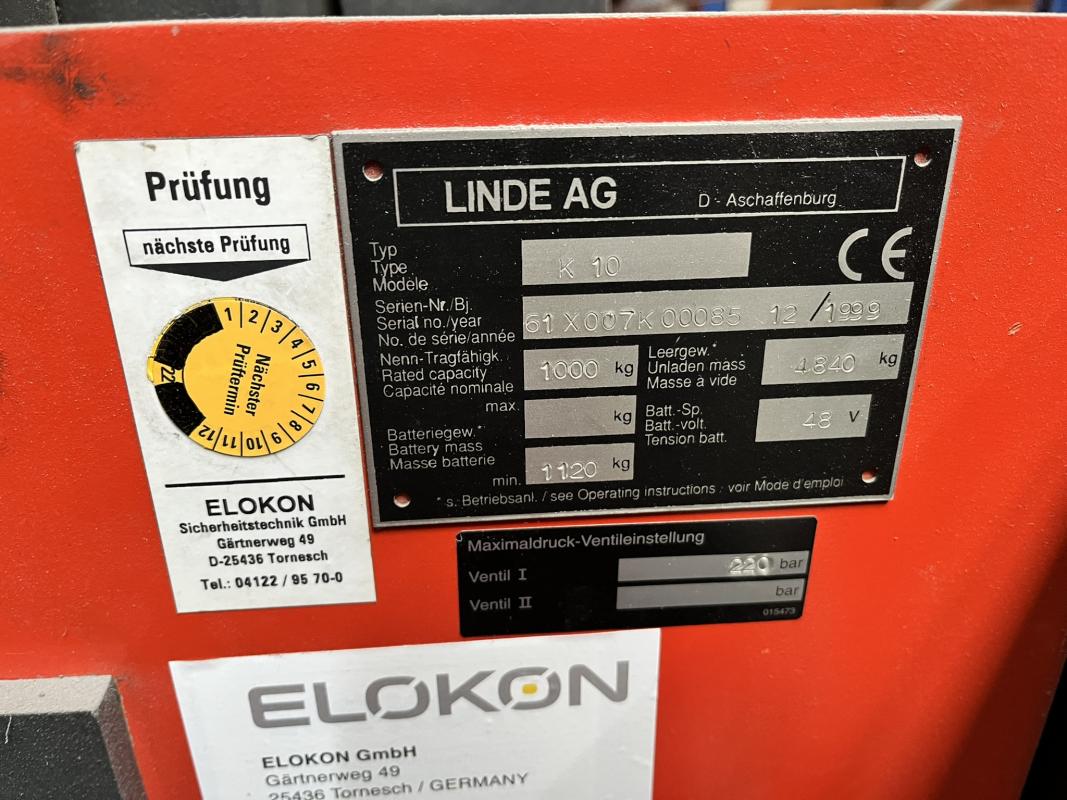 Prüfung
nächste Prüfung
1 2 3 4 5 6 7 8 9 10 11 12
22
Nächster
Prüftermin
ELOKON
Sicherheitstechnik GmbH
Gärtnerweg 49
D-25436 Tornesch
Tel.: 04122 / 95 70-0
LINDE AG D - Aschaffenburg
Typ
Type
Modèle
K 10
CE
Serien-Nr./Bj.
Serial no./year
No. de série/année
61X007K00085 12/1999
Nenn-Tragfähigk.
Rated capacity
Capacité nominale
1000 kg
Leergew.*
Unladen mass
Masse à vide
4840 kg
max. kg
Batteriegew.*
Battery mass
Masse batterie
min. 1120 kg
Batt.-Sp.
Batt.-volt.
Tension batt.
48 V
* s. Betriebsanl. / see Operating instructions : voir Mode d'emploi
Maximaldruck-Ventileinstellung
Ventil I 220 bar
Ventil II bar
015473
ELOKON
ELOKON GmbH
Gärtnerweg 49
25436 Tornesch / GERMANY